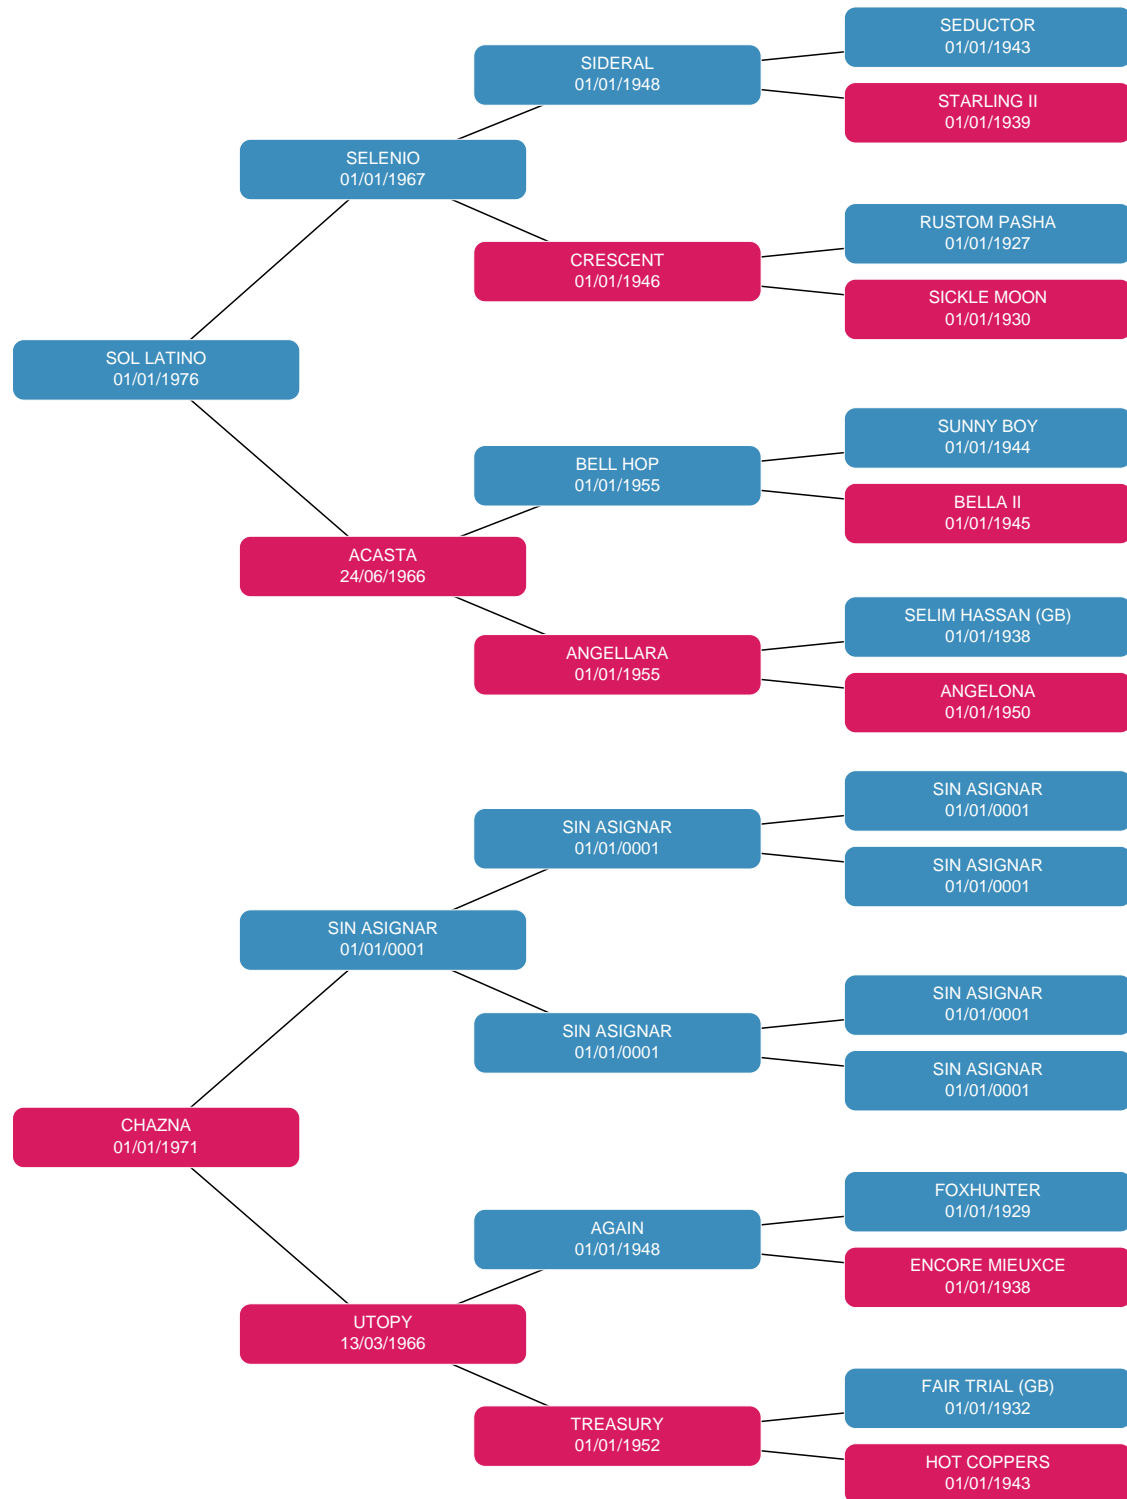 SEDUCTOR
01/01/1943
SIDERAL
01/01/1948
STARLING II
01/01/1939
SELENIO
01/01/1967
RUSTOM PASHA
01/01/1927
CRESCENT
01/01/1946
SICKLE MOON
01/01/1930
SOL LATINO
01/01/1976
SUNNY BOY
01/01/1944
BELL HOP
01/01/1955
BELLA II
01/01/1945
ACASTA
24/06/1966
SELIM HASSAN (GB)
01/01/1938
ANGELLARA
01/01/1955
ANGELONA
01/01/1950
SIN ASIGNAR
01/01/0001
SIN ASIGNAR
01/01/0001
SIN ASIGNAR
01/01/0001
SIN ASIGNAR
01/01/0001
SIN ASIGNAR
01/01/0001
SIN ASIGNAR
01/01/0001
SIN ASIGNAR
01/01/0001
CHAZNA
01/01/1971
FOXHUNTER
01/01/1929
AGAIN
01/01/1948
ENCORE MIEUXCE
01/01/1938
UTOPY
13/03/1966
FAIR TRIAL (GB)
01/01/1932
TREASURY
01/01/1952
HOT COPPERS
01/01/1943